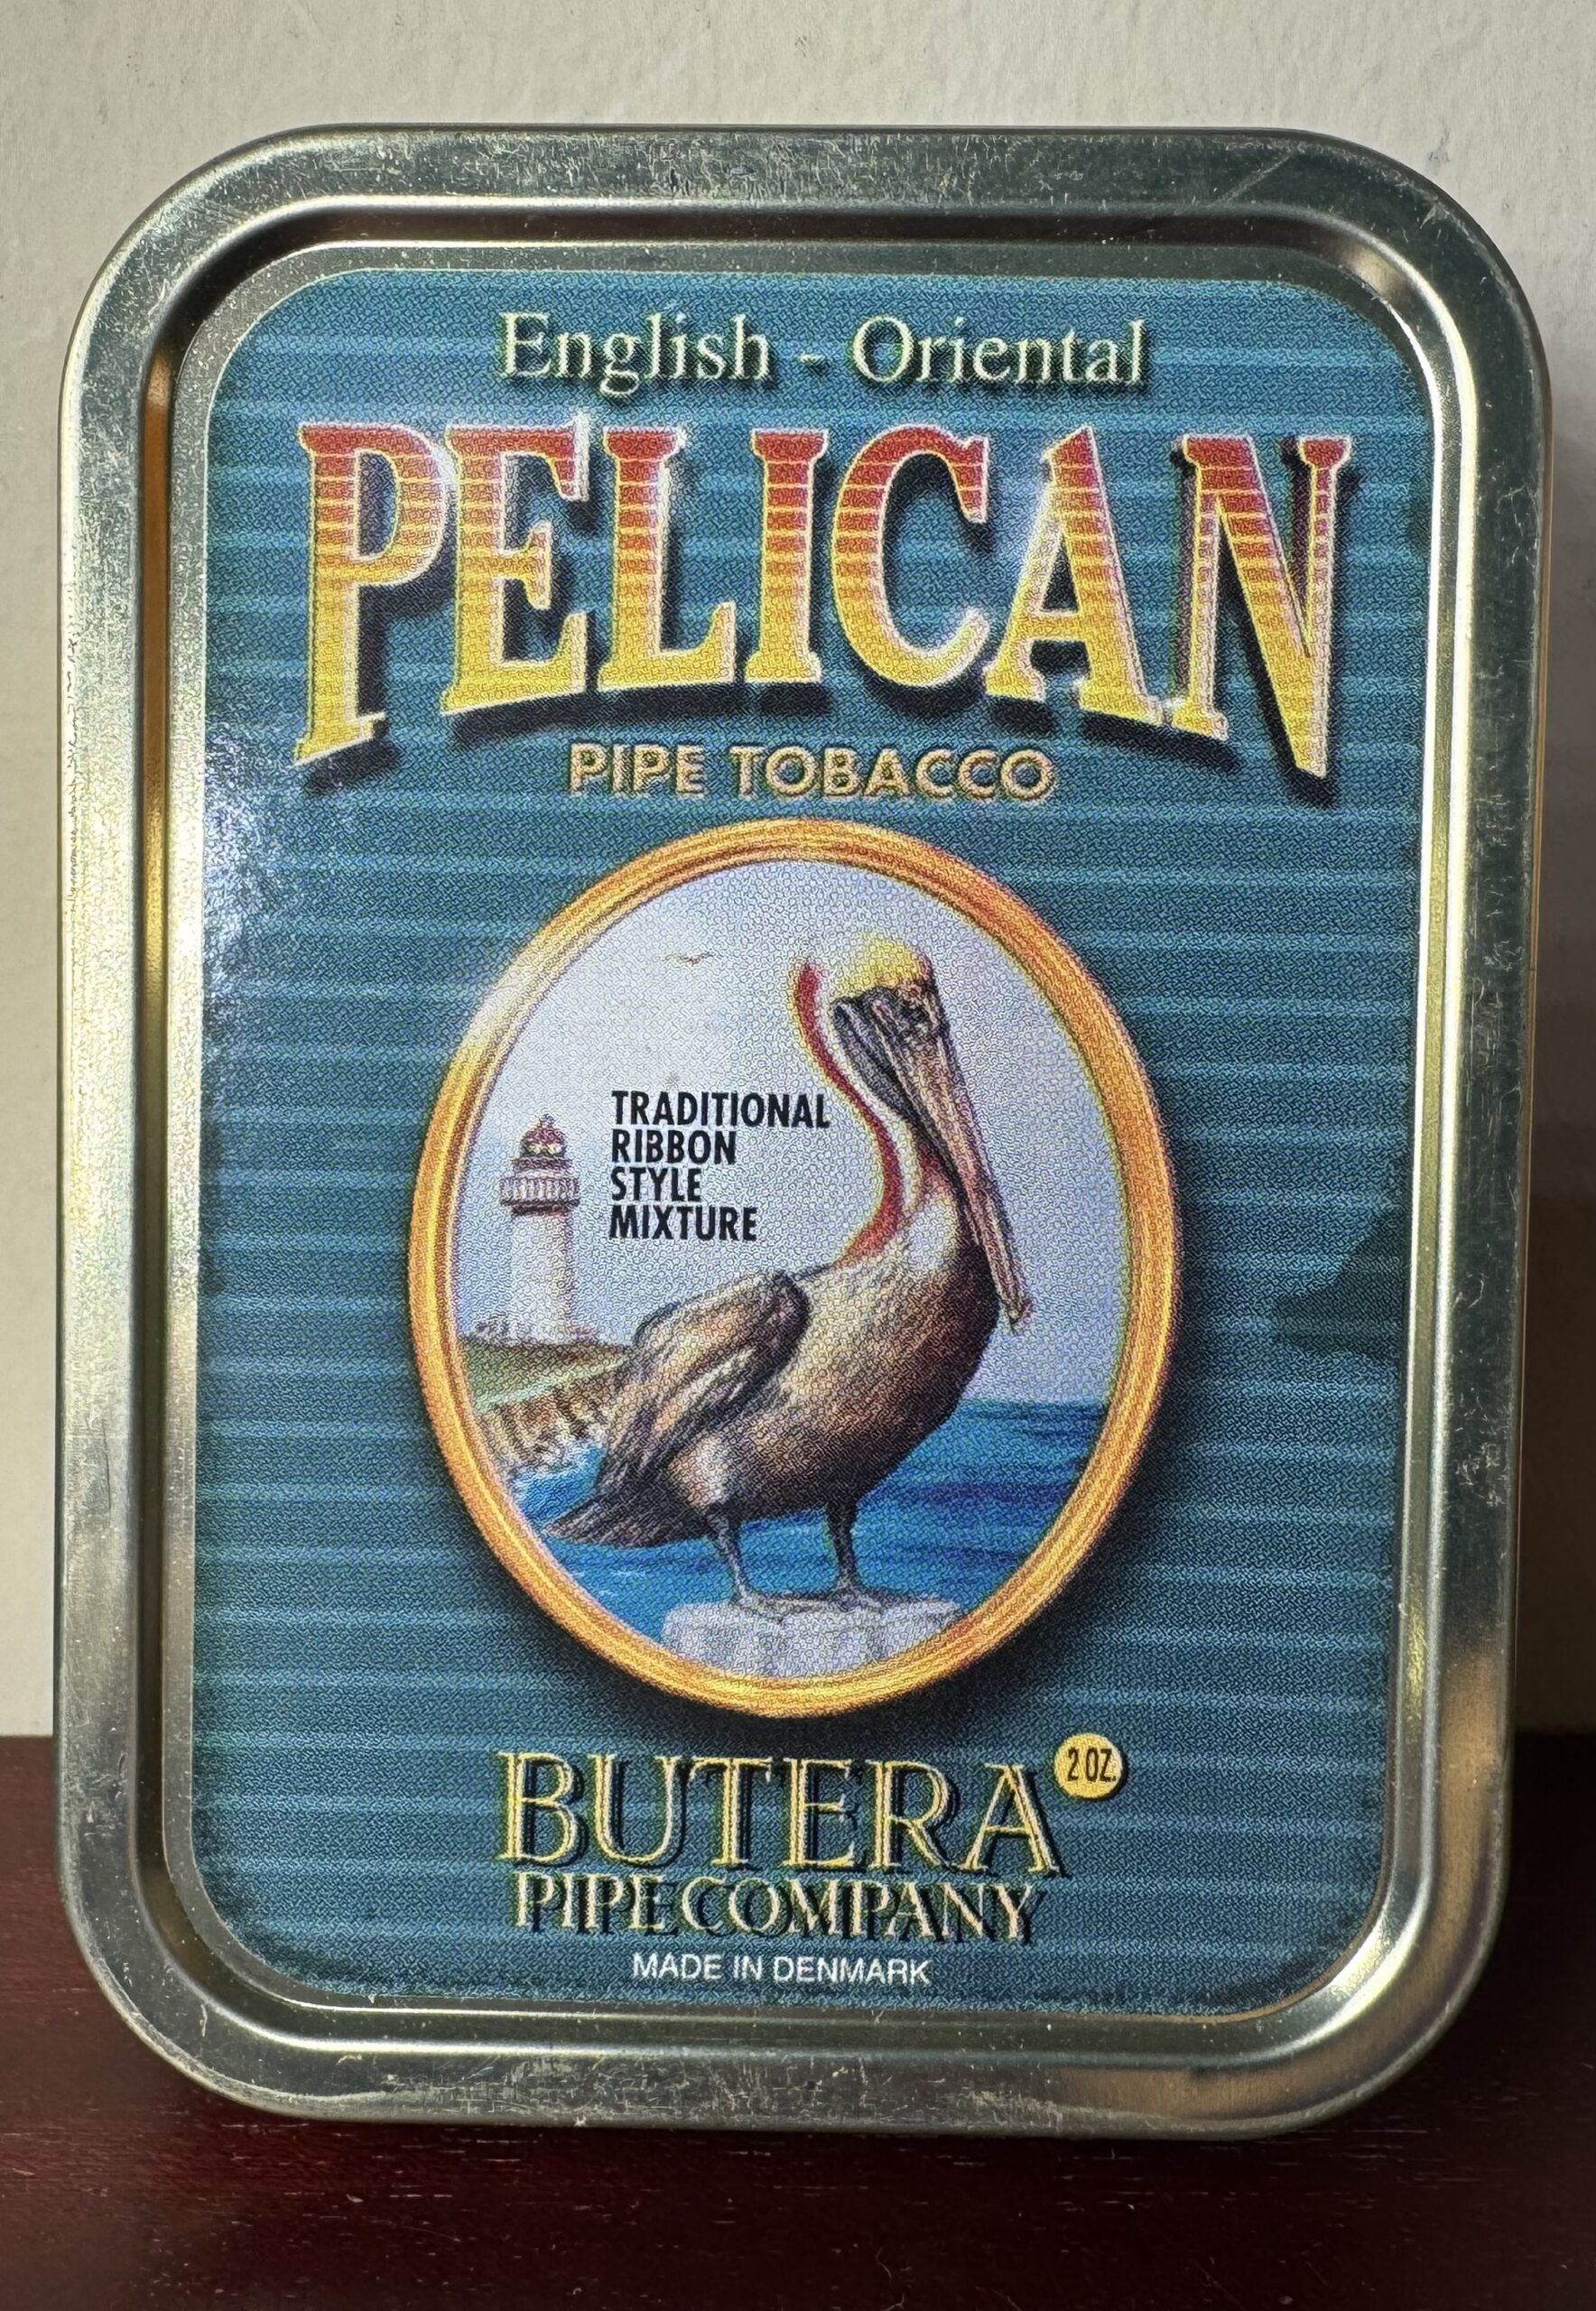 English - Oriental
PELICAN
PIPE TOBACCO
TRADITIONAL
RIBBON
STYLE
MIXTURE
BUTERA
2 OZ.
PIPE COMPANY
MADE IN DENMARK